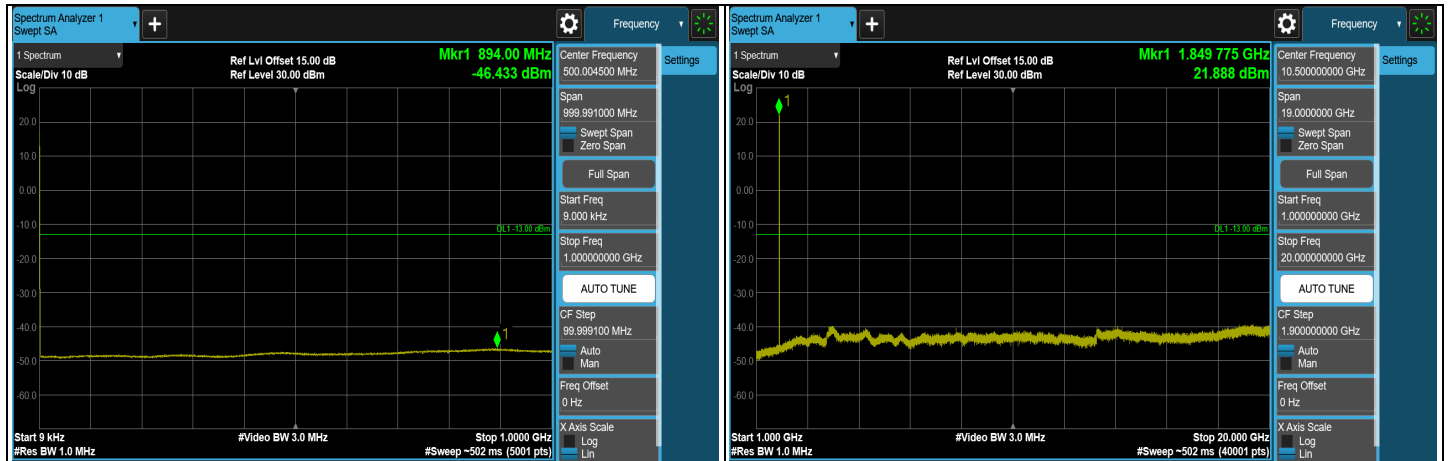 Spectrum Analyzer 1
Swept SA
+
Frequency
1 Spectrum
Ref Lvl Offset 15.00 dB
Mkr1 894.00 MHz
Scale/Div 10 dB
Ref Level 30.00 dBm
-46.433 dBm
Log
20.0
10.0
0.00
-10.0
-20.0
-30.0
-40.0
-50.0
-60.0
DL1 -13.00 dBm
1
Start 9 kHz
#Video BW 3.0 MHz
Stop 1.0000 GHz
#Res BW 1.0 MHz
#Sweep ~502 ms (5001 pts)
Center Frequency
500.004500 MHz
Settings
Span
999.991000 MHz
Swept Span
Zero Span
Full Span
Start Freq
9.000 kHz
Stop Freq
1.000000000 GHz
AUTO TUNE
CF Step
99.999100 MHz
Auto
Man
Freq Offset
0 Hz
X Axis Scale
Log
Lin
Spectrum Analyzer 1
Swept SA
+
Frequency
1 Spectrum
Ref Lvl Offset 15.00 dB
Mkr1 1.849 775 GHz
Scale/Div 10 dB
Ref Level 30.00 dBm
21.888 dBm
Log
1
20.0
10.0
0.00
-10.0
-20.0
-30.0
-40.0
-50.0
-60.0
DL1 -13.00 dBm
Start 1.000 GHz
#Video BW 3.0 MHz
Stop 20.000 GHz
#Res BW 1.0 MHz
#Sweep ~502 ms (40001 pts)
Center Frequency
10.500000000 GHz
Settings
Span
19.0000000 GHz
Swept Span
Zero Span
Full Span
Start Freq
1.000000000 GHz
Stop Freq
20.000000000 GHz
AUTO TUNE
CF Step
1.900000000 GHz
Auto
Man
Freq Offset
0 Hz
X Axis Scale
Log
Lin